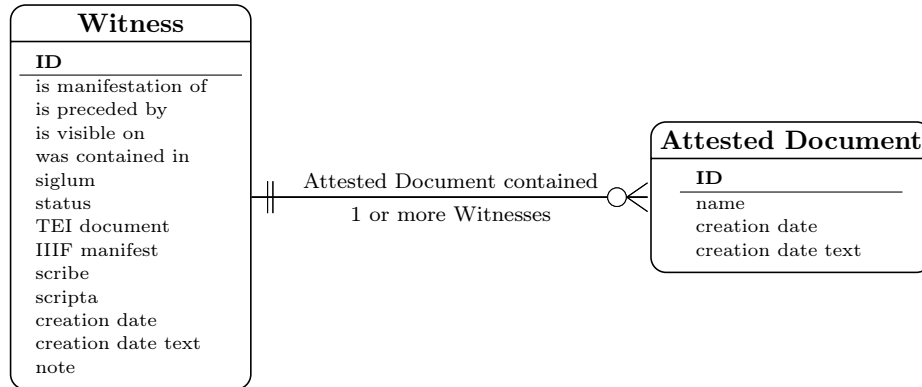 Witness
ID
is manifestation of
is preceded by
is visible on
was contained in
siglum
status
TEI document
IIIF manifest
scribe
scripta
creation date
creation date text
note
Attested Document contained
1 or more Witnesses
Attested Document
ID
name
creation date
creation date text